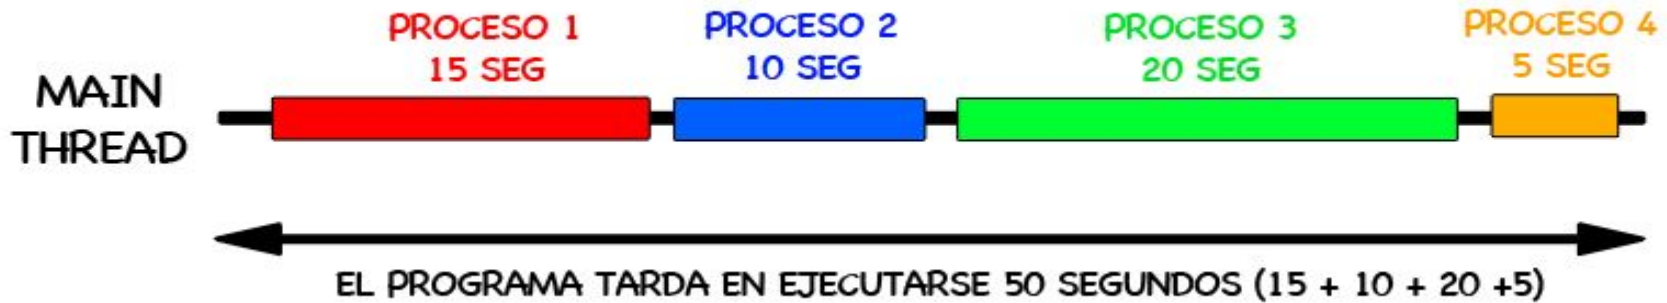 PROCESO 1
15 SEG
PROCESO 2
10 SEG
PROCESO 3
20 SEG
PROCESO 4
5 SEG
MAIN
THREAD
EL PROGRAMA TARDA EN EJECUTARSE 50 SEGUNDOS (15 + 10 + 20 +5)